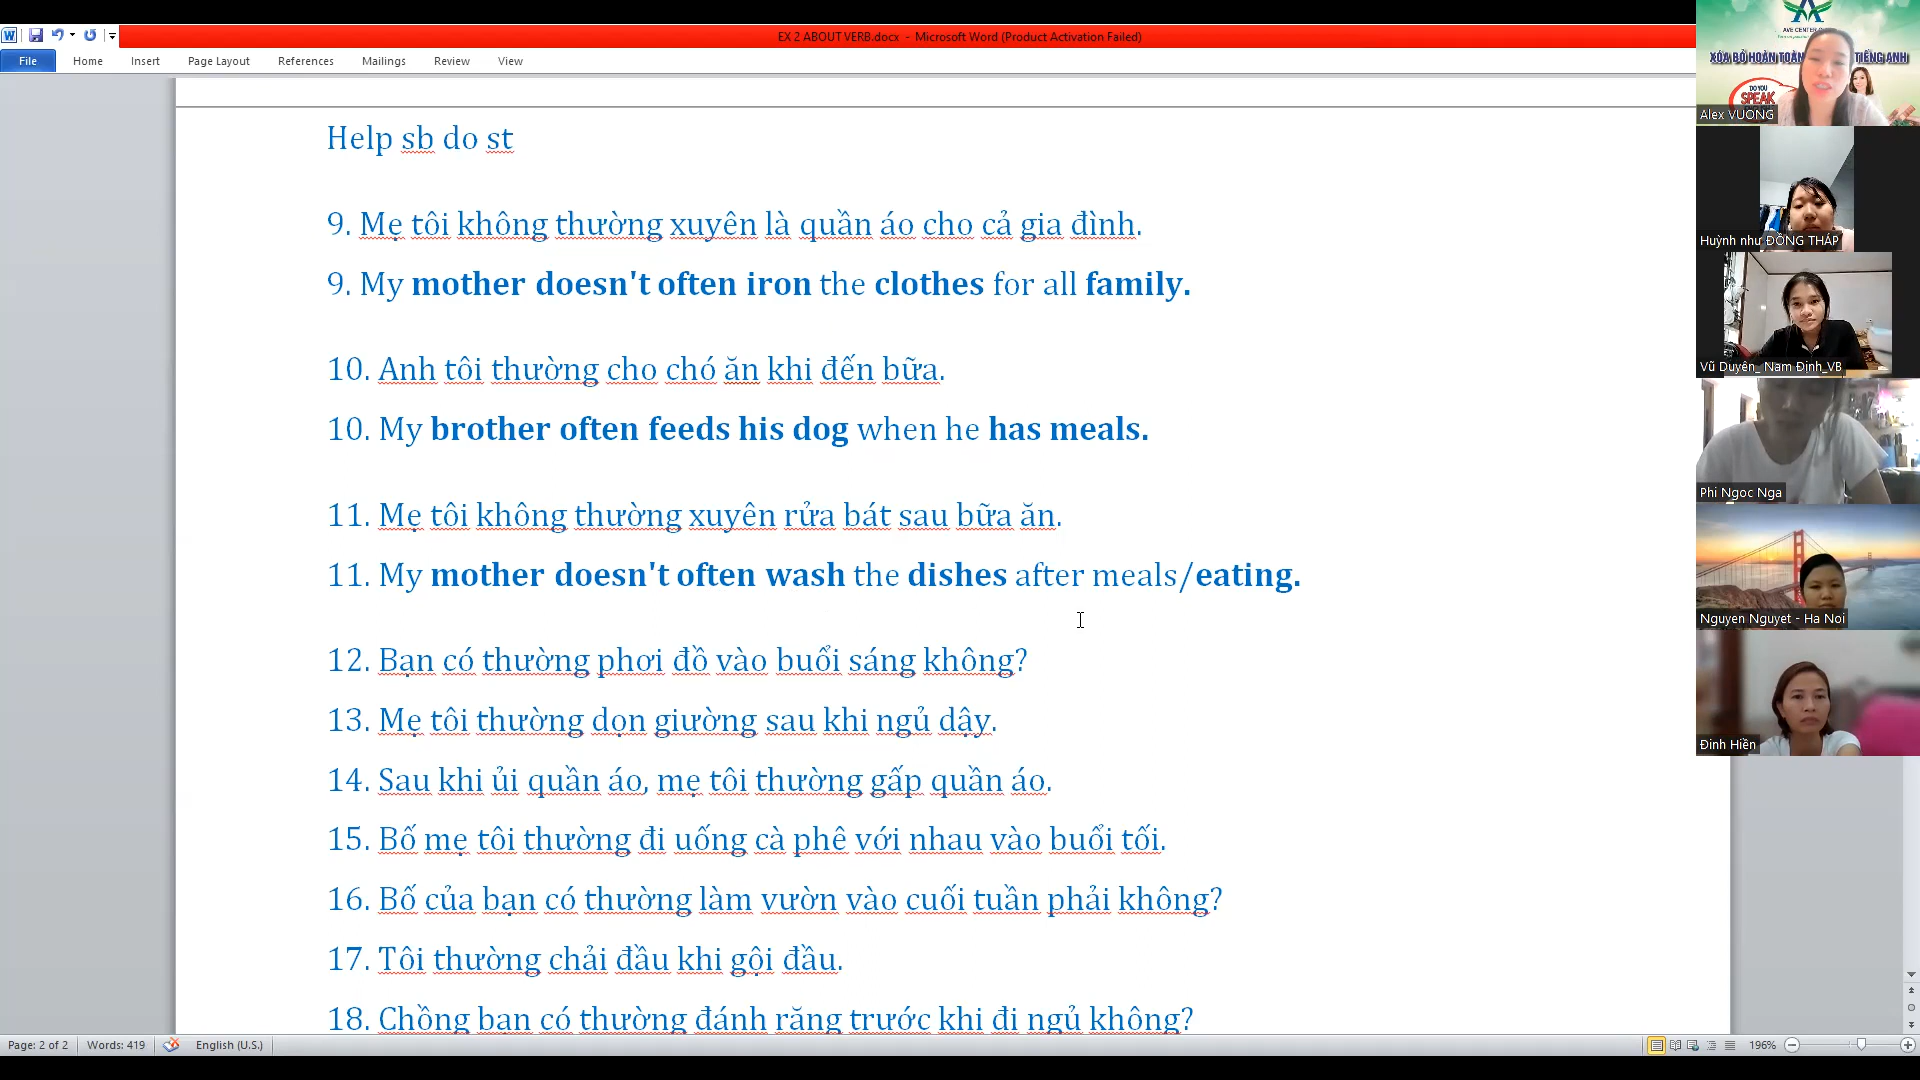 EX 2 ABOUT VERB.docx - Microsoft Word (Product Activation Failed)
File Home Insert Page Layout References Mailings Review View
Help sb do st
9. Mẹ tôi không thường xuyên là quần áo cho cả gia đình.
9. My mother doesn't often iron the clothes for all family.
10. Anh tôi thường cho chó ăn khi đến bữa.
10. My brother often feeds his dog when he has meals.
11. Mẹ tôi không thường xuyên rửa bát sau bữa ăn.
11. My mother doesn't often wash the dishes after meals/eating.
12. Bạn có thường phơi đồ vào buổi sáng không?
13. Mẹ tôi thường dọn giường sau khi ngủ dậy.
14. Sau khi ủi quần áo, mẹ tôi thường gấp quần áo.
15. Bố mẹ tôi thường đi uống cà phê với nhau vào buổi tối.
16. Bố của bạn có thường làm vườn vào cuối tuần phải không?
17. Tôi thường chải đầu khi gội đầu.
18. Chồng bạn có thường đánh răng trước khi đi ngủ không?
Page: 2 of 2 Words: 419 English (U.S.) 196%
AVE CENTER
XÓA BỎ HOÀN TOÀN TIẾNG ANH
DO YOU
SPEAK
Alex VUONG
Huỳnh như ĐỒNG THÁP
Vũ Duyên_ Nam Định_VB
Phi Ngoc Nga
Nguyen Nguyet - Ha Noi
Đinh Hiền